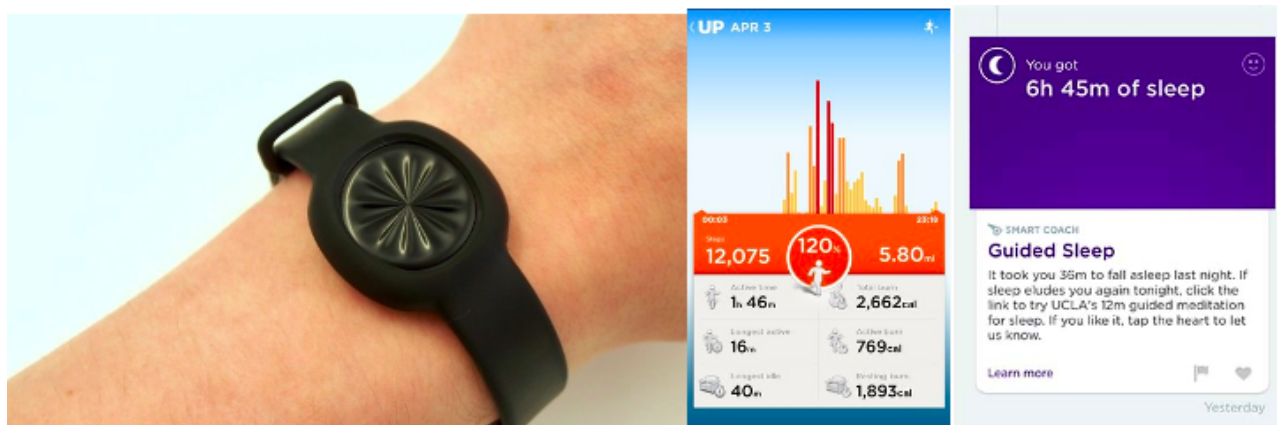 UP APR 3
00:03 23:19
Steps
12,075
120%
5.80mi
Active time
1h 46m
Total burn
2,662cal
Longest active
16m
Active burn
769cal
Longest idle
40m
Resting burn
1,893cal
You got
6h 45m of sleep
SMART COACH
Guided Sleep
It took you 36m to fall asleep last night. If
sleep eludes you again tonight, click the
link to try UCLA's 12m guided meditation
for sleep. If you like it, tap the heart to let
us know.
Learn more
Yesterday